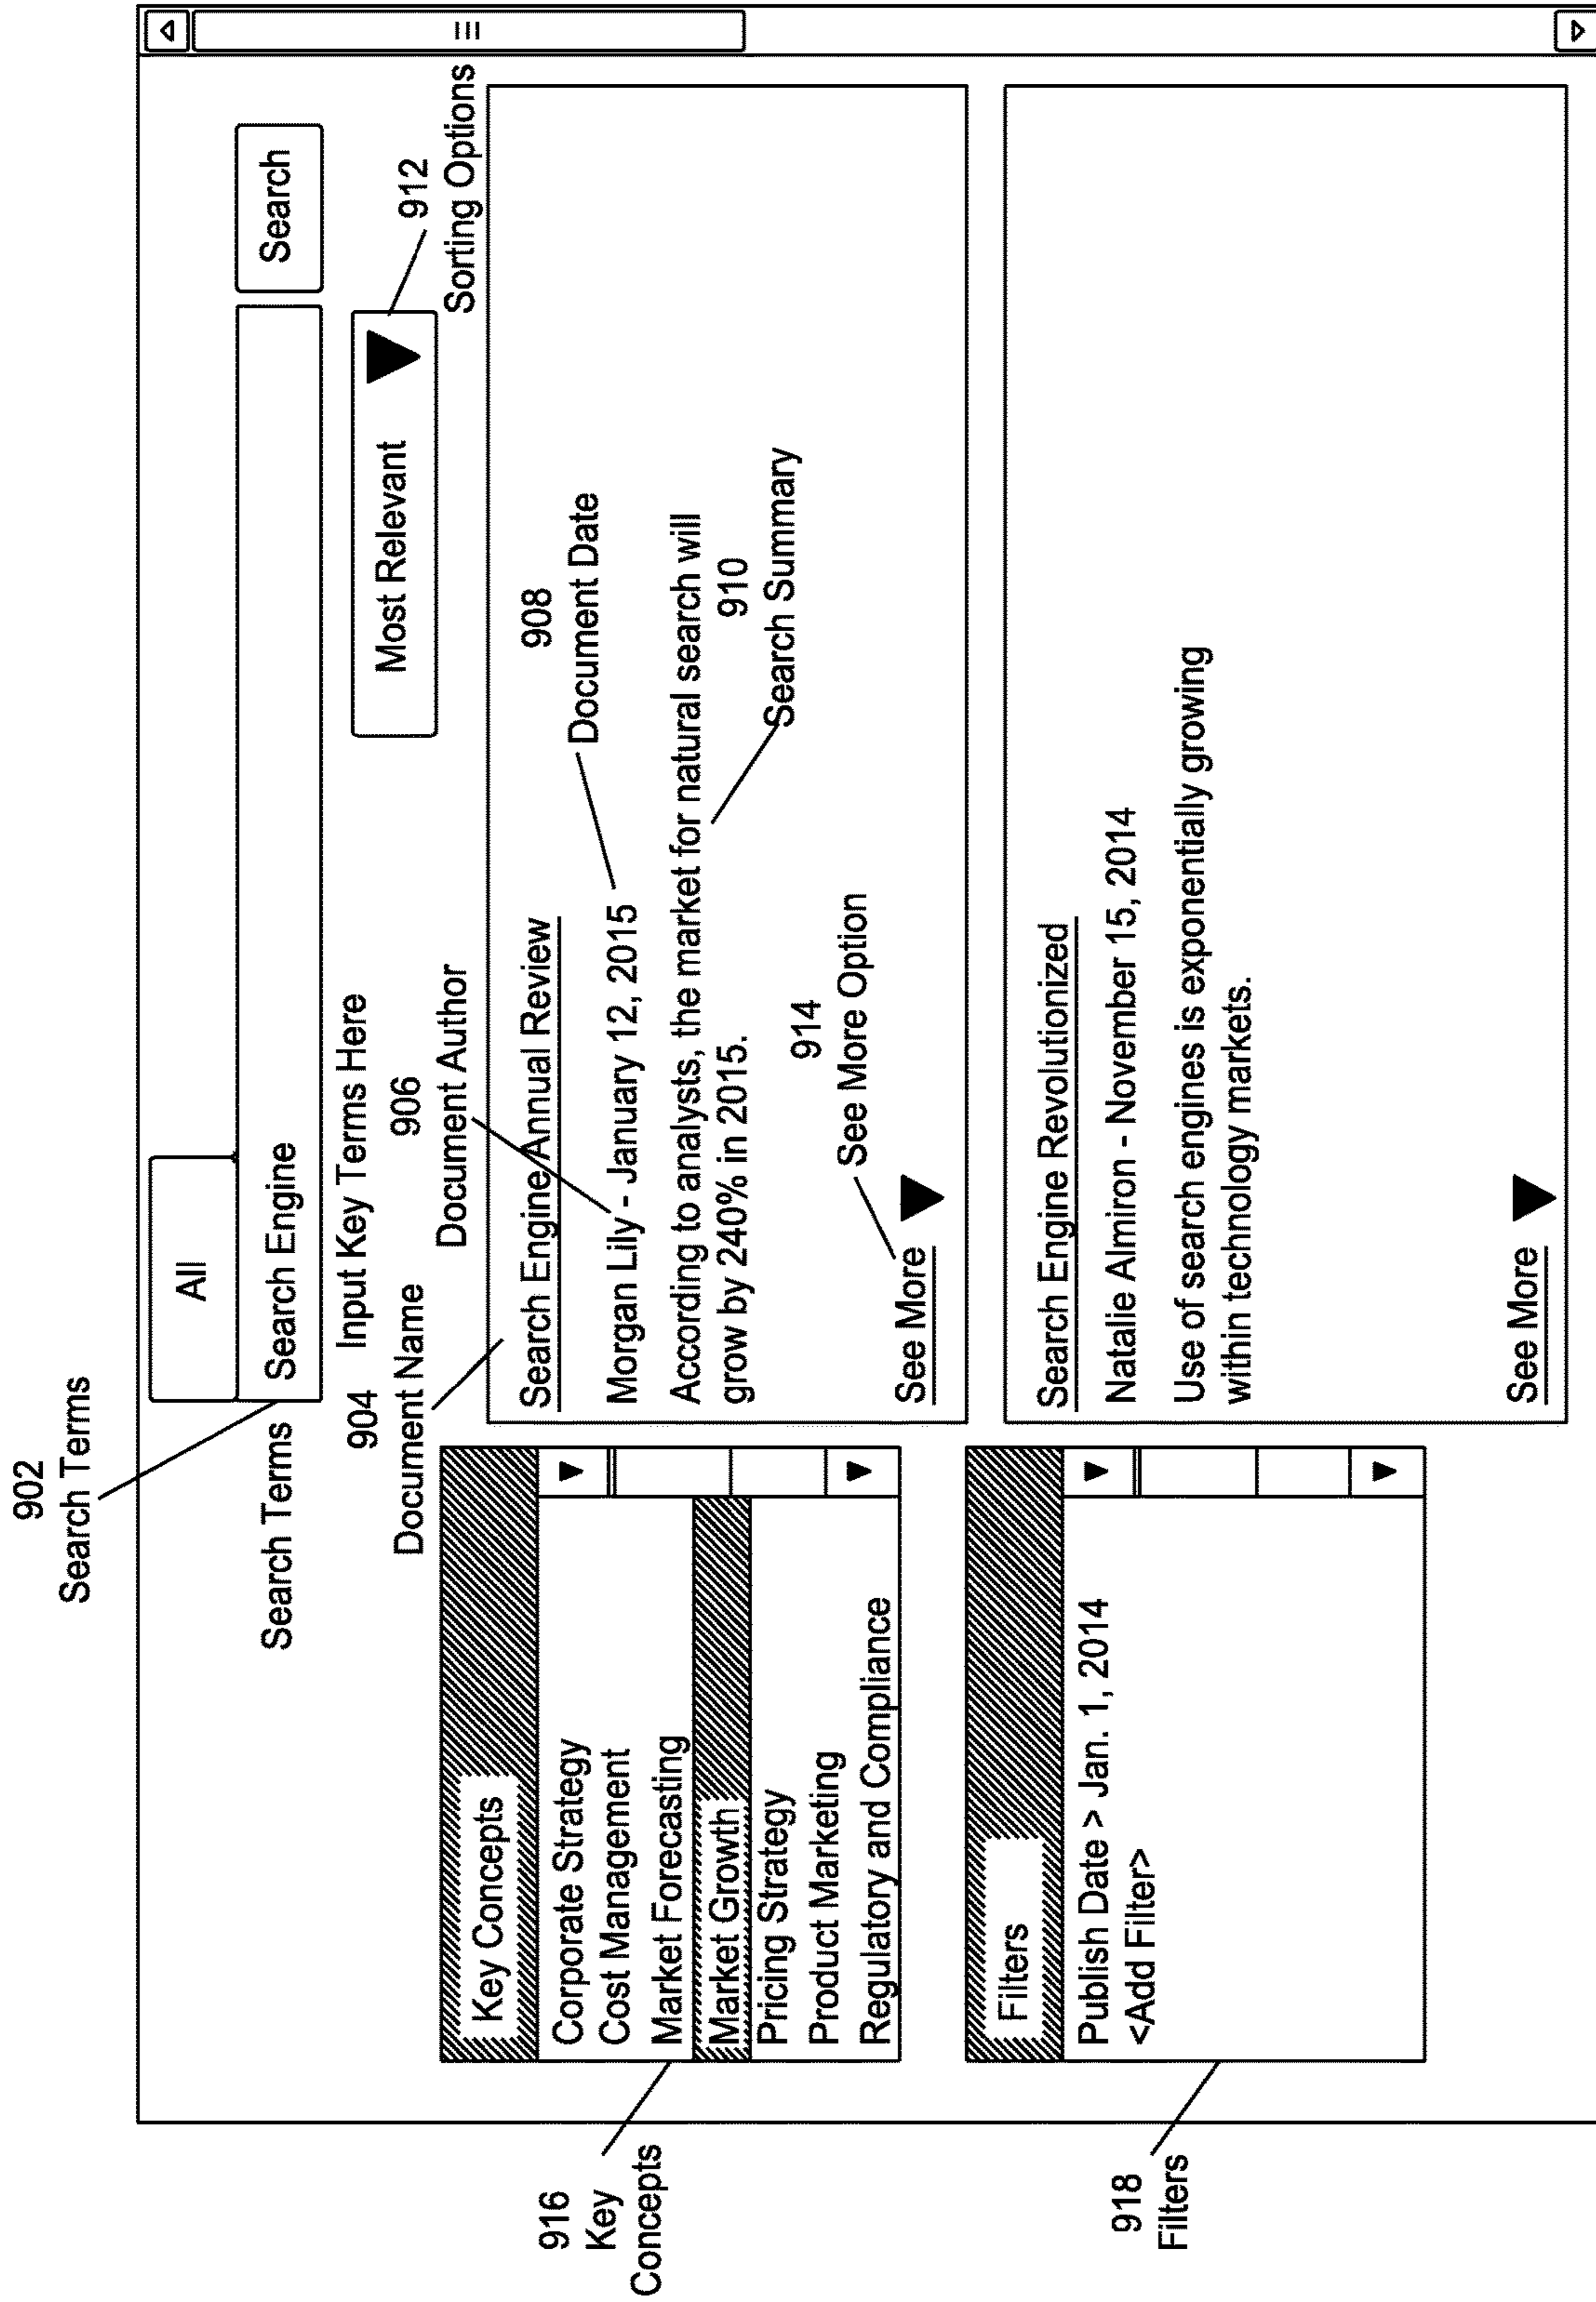 902
Search Terms
All
Search Terms
Search Engine
Search
Input Key Terms Here
904
Document Name
906
Document Author
Most Relevant
912
Sorting Options
916
Key
Concepts
Key Concepts
Corporate Strategy
Cost Management
Market Forecasting
Market Growth
Pricing Strategy
Product Marketing
Regulatory and Compliance
Search Engine Annual Review
908
Document Date
Morgan Lily - January 12, 2015
According to analysts, the market for natural search will
grow by 240% in 2015.
910
Search Summary
914
See More Option
See More
918
Filters
Filters
Publish Date > Jan. 1, 2014
<Add Filter>
Search Engine Revolutionized
Natalie Almiron - November 15, 2014
Use of search engines is exponentially growing
within technology markets.
See More